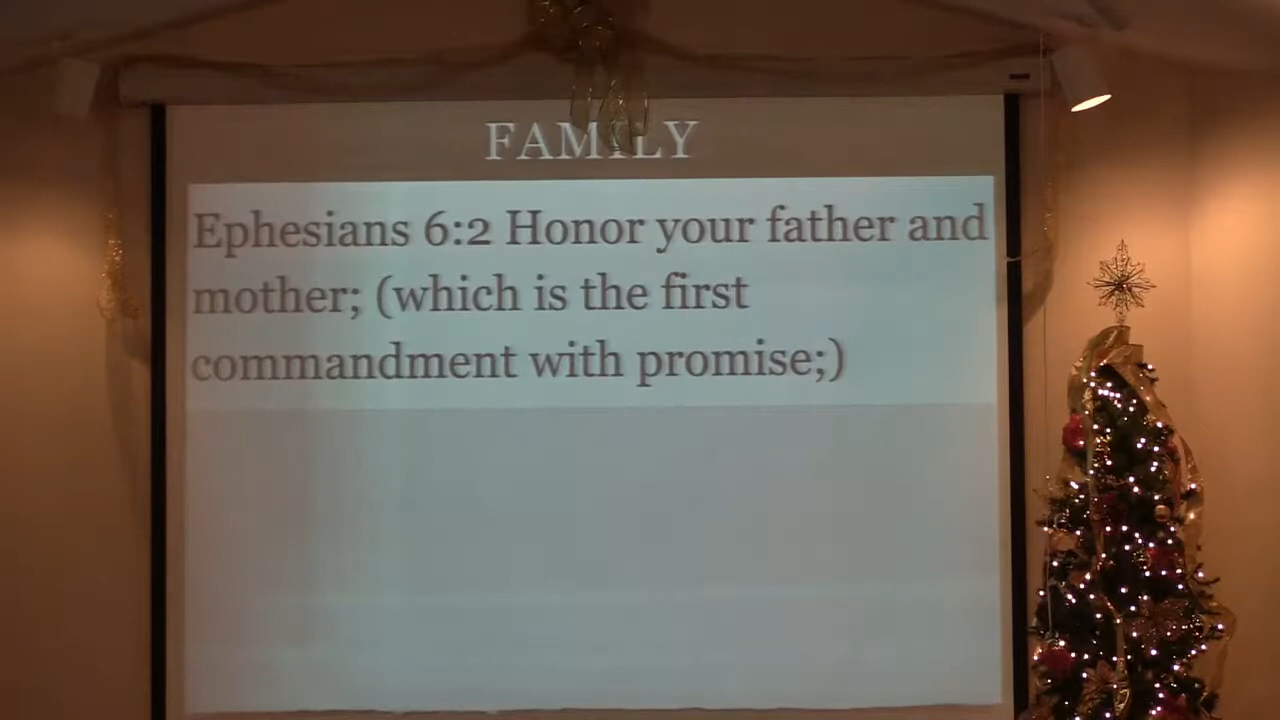 FAMILY
Ephesians 6:2 Honor your father and
mother; (which is the first
commandment with promise;)